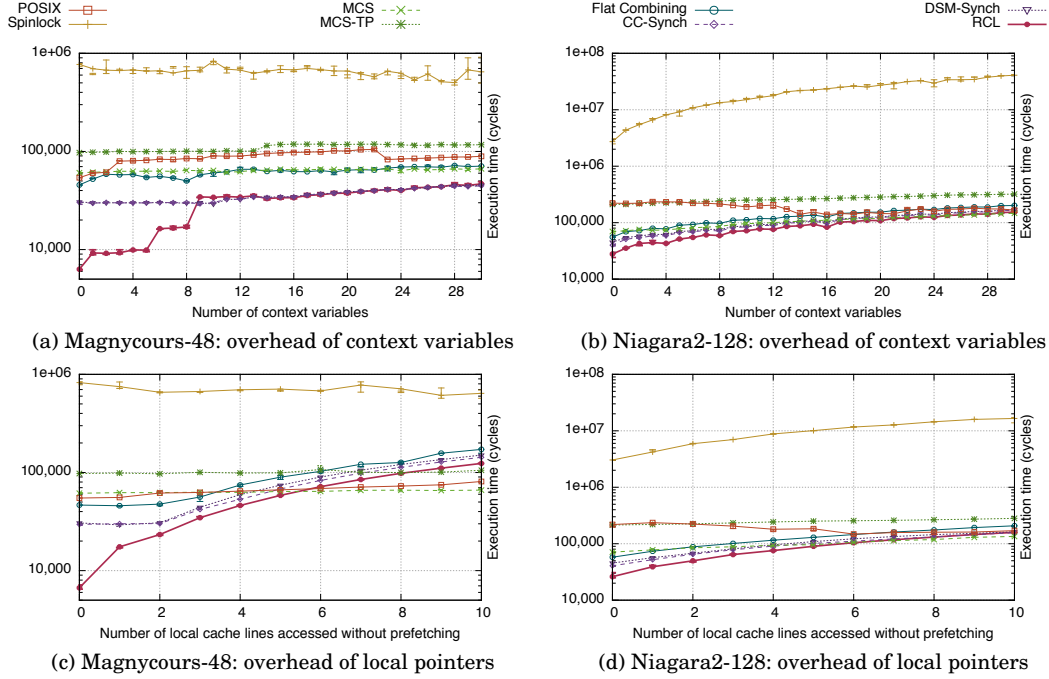 POSIX
Spinlock
MCS
MCS-TP
Flat Combining
CC-Synch
DSM-Synch
RCL
1e+06
100,000
10,000
0 4 8 12 16 20 24 28
Number of context variables
Execution time (cycles)
(a) Magnycours-48: overhead of context variables
1e+08
1e+07
1e+06
100,000
10,000
0 4 8 12 16 20 24 28
Number of context variables
Execution time (cycles)
(b) Niagara2-128: overhead of context variables
1e+06
100,000
10,000
0 2 4 6 8 10
Number of local cache lines accessed without prefetching
Execution time (cycles)
(c) Magnycours-48: overhead of local pointers
1e+08
1e+07
1e+06
100,000
10,000
0 2 4 6 8 10
Number of local cache lines accessed without prefetching
Execution time (cycles)
(d) Niagara2-128: overhead of local pointers